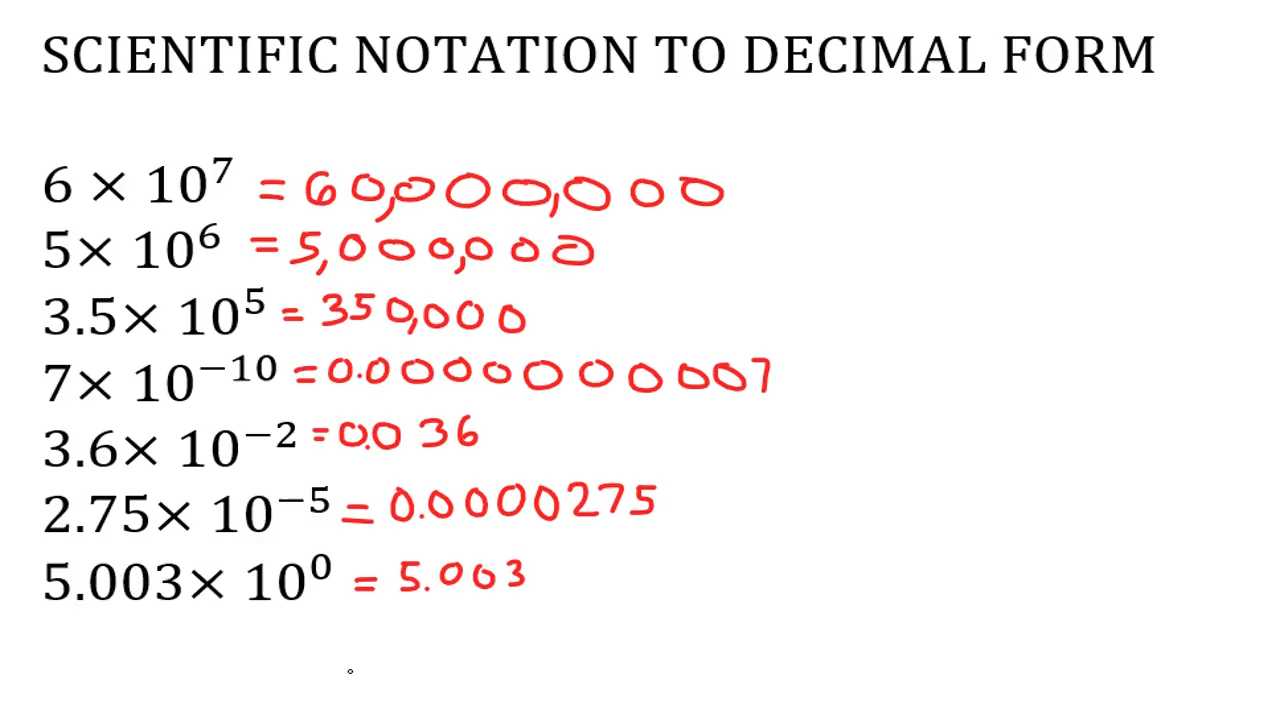 SCIENTIFIC NOTATION TO DECIMAL FORM
6 × 10⁷ = 60,000,000
5× 10⁶ = 5,000,000
3.5× 10⁵ = 350,000
7× 10⁻¹⁰ = 0.0000000007
3.6× 10⁻² = 0.036
2.75× 10⁻⁵ = 0.0000275
5.003× 10⁰ = 5.003